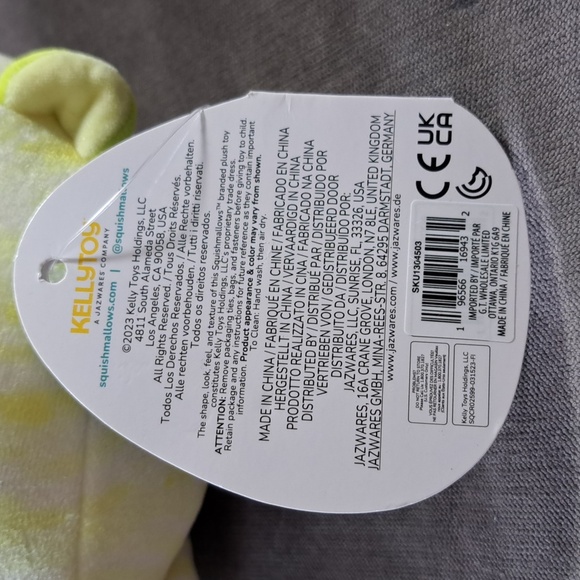 KELLYTOY
A JAZWARES COMPANY
squishmallows.com | @squishmallows
©2023 Kelly Toys Holdings, LLC
4811 South Alameda Street
Los Angeles, CA, 90058, USA
All Rights Reserved. / Tous Droits Réservés.
Todos Los Derechos Reservados. / Alle Rechte Vorbehalten.
Alle rechten voorbehouden. / Tutti i diritti riservati.
Todos os direitos reservados.
The shape, look, feel, and texture of this Squishmallows™ branded plush toy
constitutes Kelly Toys Holdings, LLC's proprietary trade dress.
ATTENTION: Remove packaging ties, bags, and fasteners before giving toy to child.
Retain package and any instructions for future reference as they contain important
information. Product appearance & color may vary from shown.
To Clean: Hand wash, then air dry.
MADE IN CHINA / FABRICADO EN CHINA
HERGESTELLT IN CHINA / VERVAARDIGD IN CHINA
PRODOTTO REALIZZATO IN CINA / FABRICADO NA CHINA
DISTRIBUTED BY / DISTRIBUÉ PAR / DISTRIBUIDO POR
VERTRIEBEN VON / GEDISTRIBUEERD DOOR
DISTRIBUITO DA / DISTRIBUÍDO POR:
JAZWARES, LLC, SUNRISE, FL, 33326, USA
JAZWARES, 16A CRANE GROVE, LONDON, N7 8LE, UNITED KINGDOM
JAZWARES GMBH, MINA-REES-STR. 8, 64295 DARMSTADT, GERMANY
www.jazwares.com / www.jazwares.de
CE UK
CA
SKU13045O3
1 96566 16943 2
IMPORTED BY / IMPORTÉ PAR
G.T. WHOLESALE LIMITED
OTTAWA, ONTARIO K1G 6A9
MADE IN CHINA / FABRIQUÉ EN CHINE
Kelly Toys Holdings, LLC
SQCR02599-031523-FI